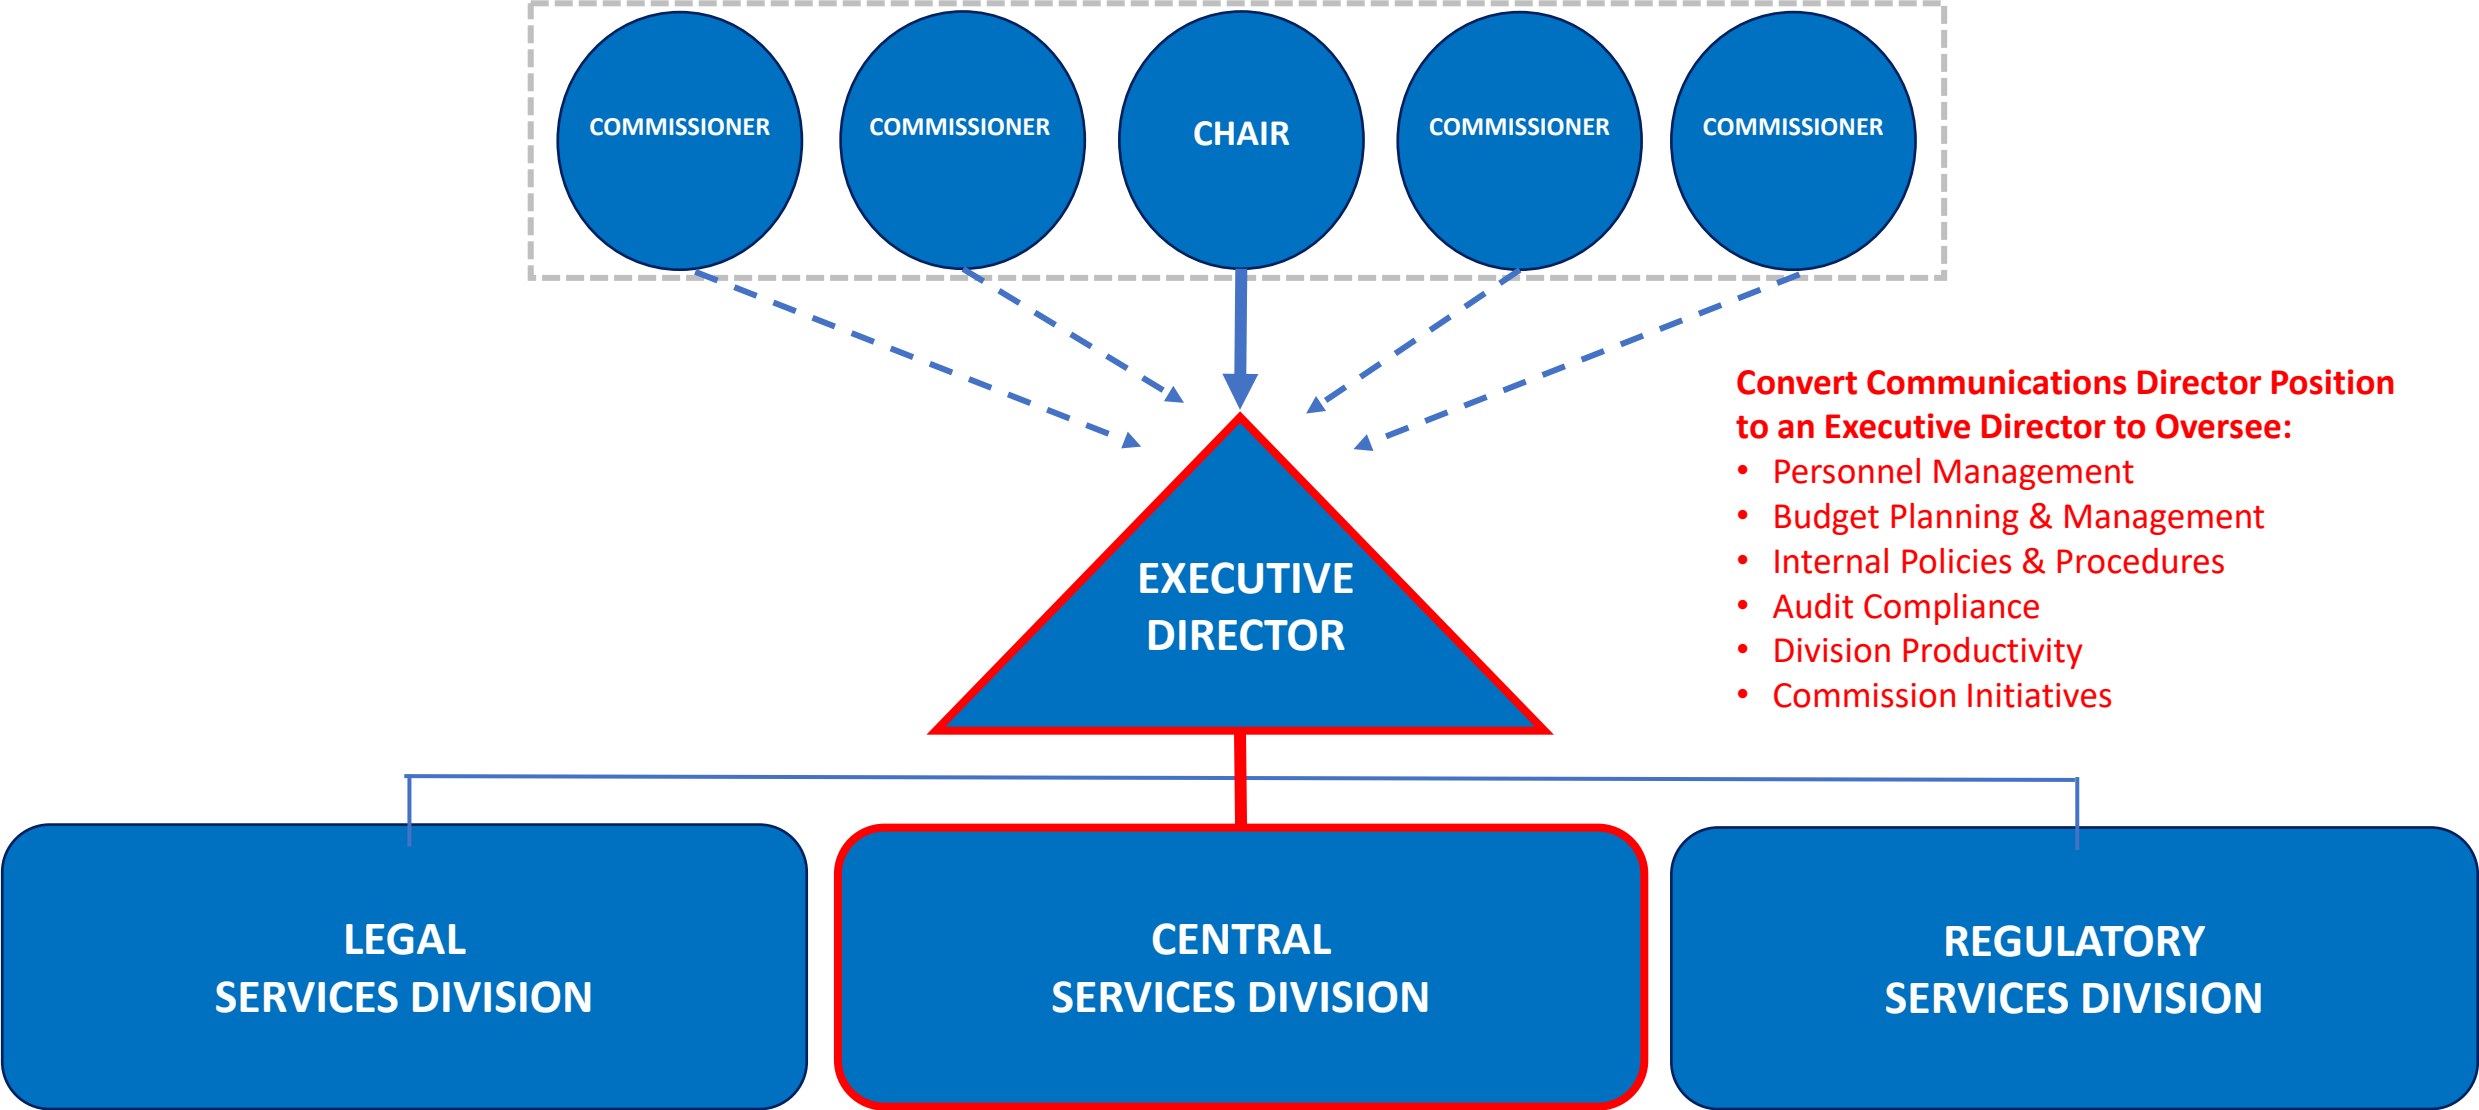 COMMISSIONER
COMMISSIONER
CHAIR
COMMISSIONER
COMMISSIONER
Convert Communications Director Position
to an Executive Director to Oversee:
• Personnel Management
• Budget Planning & Management
• Internal Policies & Procedures
• Audit Compliance
• Division Productivity
• Commission Initiatives
EXECUTIVE
DIRECTOR
LEGAL
SERVICES DIVISION
CENTRAL
SERVICES DIVISION
REGULATORY
SERVICES DIVISION